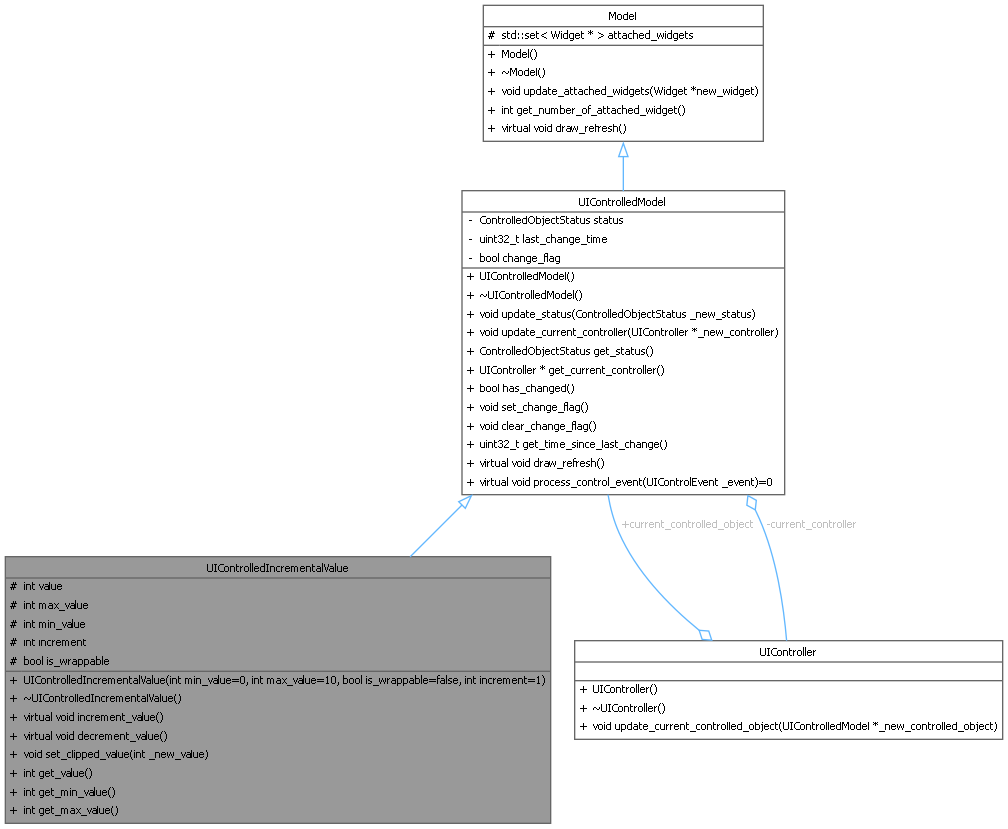 Model
# std::set< Widget * > attached_widgets
+ Model()
+ ~Model()
+ void update_attached_widgets(Widget *new_widget)
+ int get_number_of_attached_widget()
+ virtual void draw_refresh()
UIControlledModel
- ControlledObjectStatus status
- uint32_t last_change_time
- bool change_flag
+ UIControlledModel()
+ ~UIControlledModel()
+ void update_status(ControlledObjectStatus _new_status)
+ void update_current_controller(UIController *_new_controller)
+ ControlledObjectStatus get_status()
+ UIController * get_current_controller()
+ bool has_changed()
+ void set_change_flag()
+ void clear_change_flag()
+ uint32_t get_time_since_last_change()
+ virtual void draw_refresh()
+ virtual void process_control_event(UIControlEvent _event)=0
+current_controlled_object
-current_controller
UIControlledIncrementalValue
# int value
# int max_value
# int min_value
# int increment
# bool is_wrappable
+ UIControlledIncrementalValue(int min_value=0, int max_value=10, bool is_wrappable=false, int increment=1)
+ ~UIControlledIncrementalValue()
+ virtual void increment_value()
+ virtual void decrement_value()
+ void set_clipped_value(int _new_value)
+ int get_value()
+ int get_min_value()
+ int get_max_value()
UIController
+ UIController()
+ ~UIController()
+ void update_current_controlled_object(UIControlledModel *_new_controlled_object)